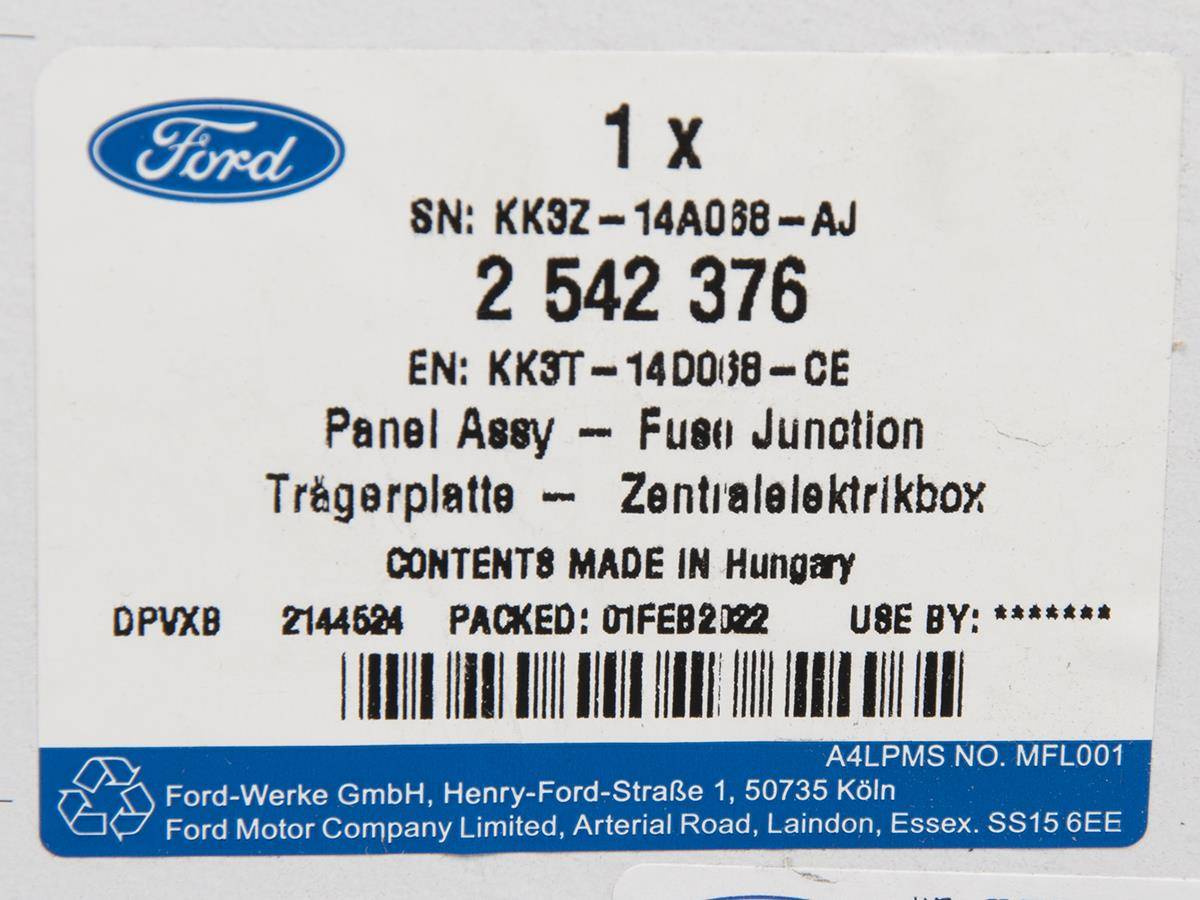 Ford
1 x
SN: KK3Z-14A068-AJ
2 542 376
EN: KK3T-14D068-CE
Panel Assy - Fuse Junction
Trägerplatte - Zentralelektrikbox
CONTENTS MADE IN Hungary
DPVXB 2144524 PACKED: 01FEB2022 USE BY: *******
A4LPMS NO. MFL001
Ford-Werke GmbH, Henry-Ford-Straße 1, 50735 Köln
Ford Motor Company Limited, Arterial Road, Laindon, Essex. SS15 6EE